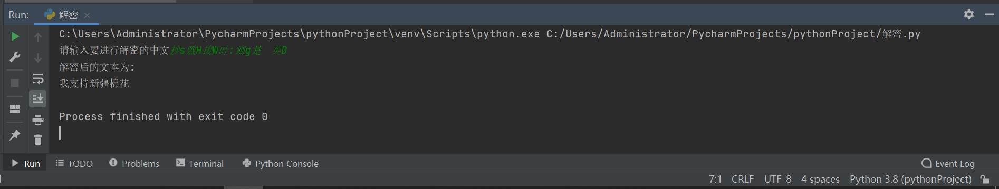 Run: 解密
C:\Users\Administrator\PycharmProjects\pythonProject\venv\Scripts\python.exe C:/Users/Administrator/PycharmProjects/pythonProject/解密.py
请输入要进行解密的中文抄s敷H接W叶:痂g楚 芵D
解密后的文本为:
我支持新疆棉花
Process finished with exit code 0
Run TODO Problems Terminal Python Console Event Log
7:1 CRLF UTF-8 4 spaces Python 3.8 (pythonProject)